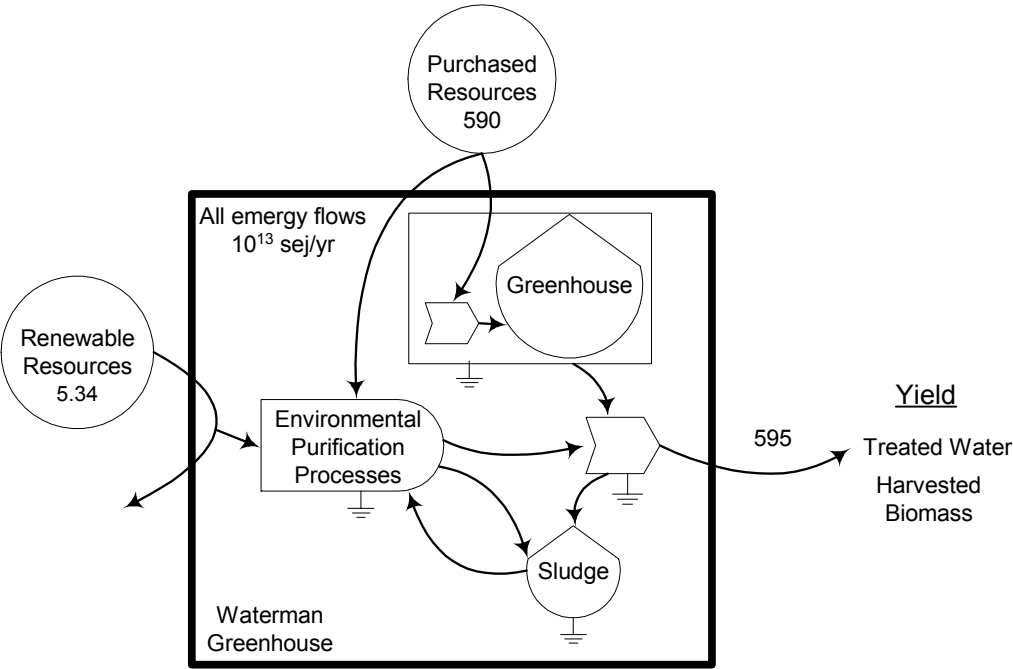 Purchased
Resources
590
All emergy flows
10¹³ sej/yr
Greenhouse
Renewable
Resources
5.34
Environmental
Purification
Processes
595
Yield
Treated Water
Harvested
Biomass
Sludge
Waterman
Greenhouse